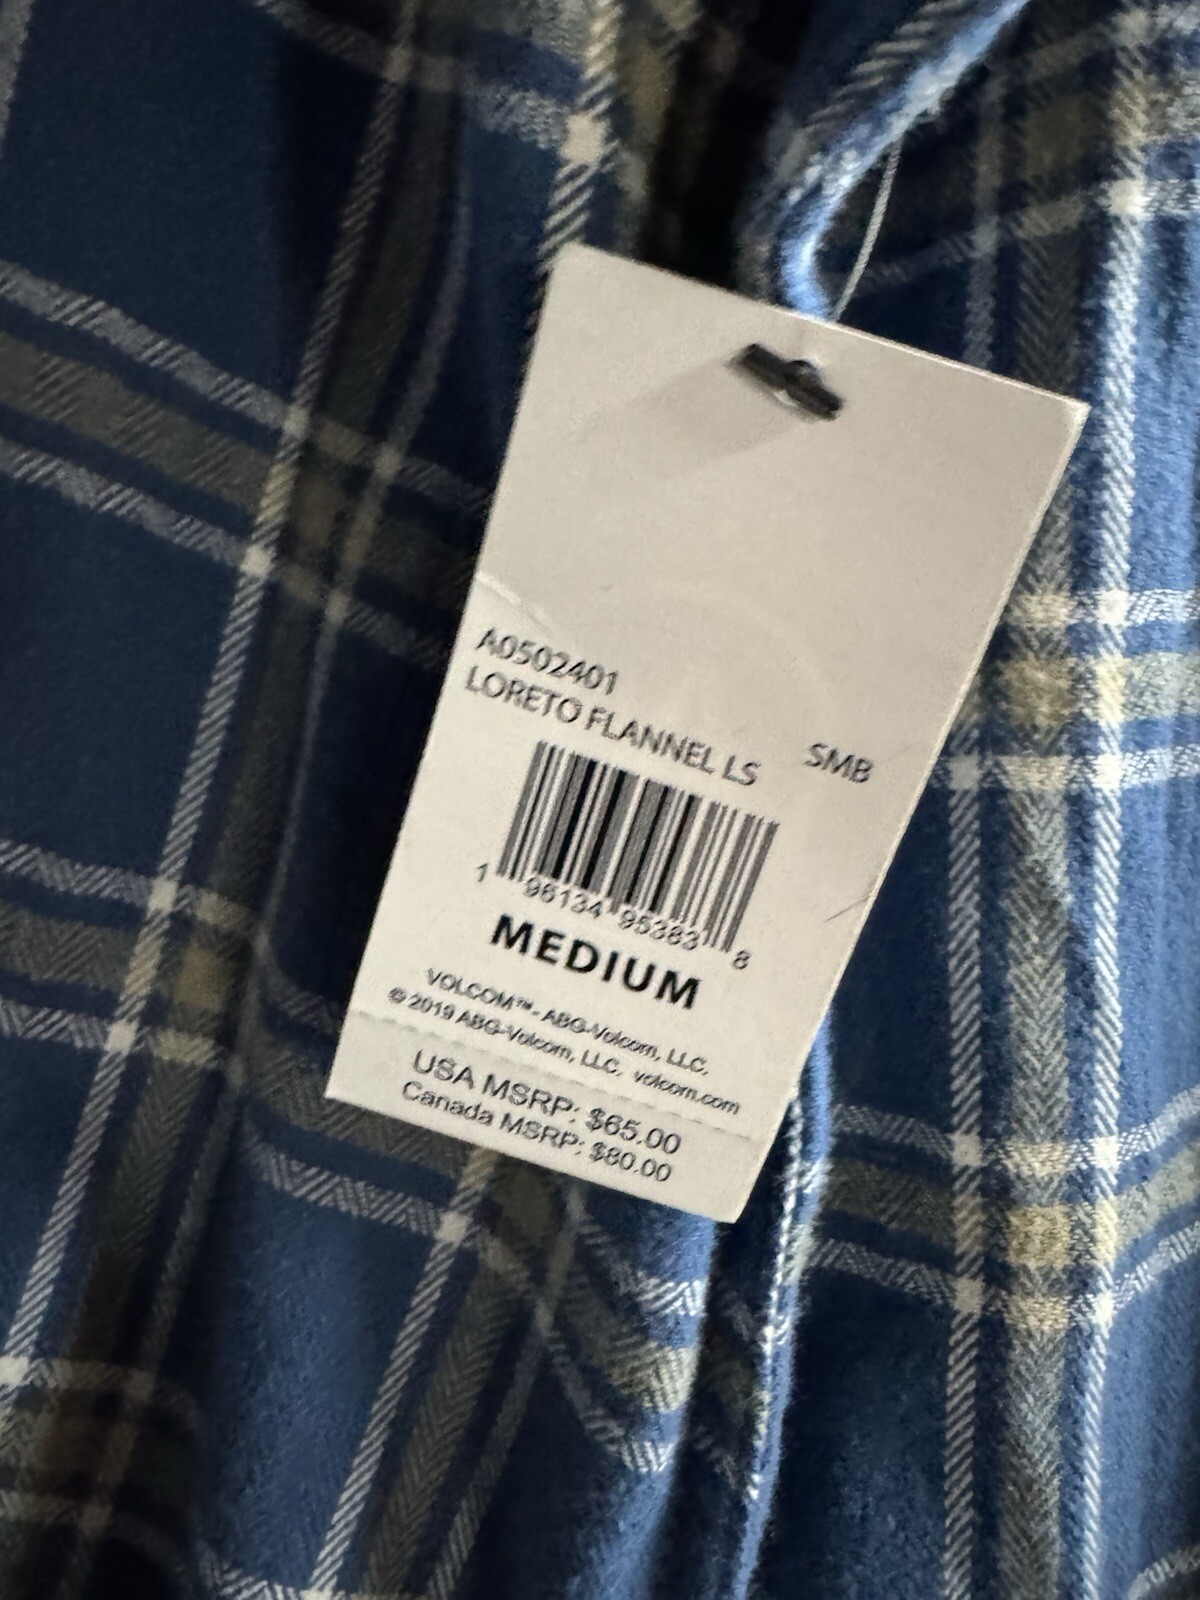 A0502401
LORETO FLANNEL LS SMB
1 96134 95383 8
MEDIUM
VOLCOM™ - ABG-Volcom, LLC.
© 2019 ABG-Volcom, LLC. volcom.com
USA MSRP: $65.00
Canada MSRP: $80.00